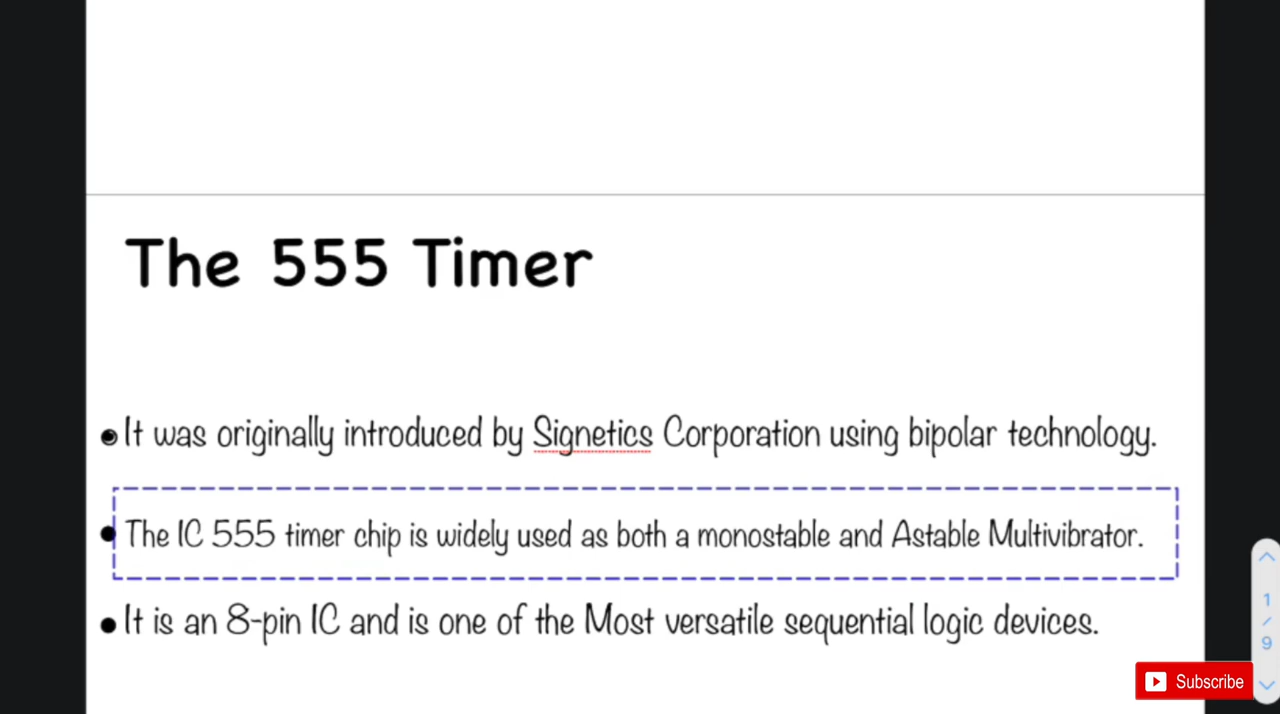 The 555 Timer
It was originally introduced by Signetics Corporation using bipolar technology.
The IC 555 timer chip is widely used as both a monostable and Astable Multivibrator.
It is an 8-pin IC and is one of the Most versatile sequential logic devices.
1
/
9
Subscribe